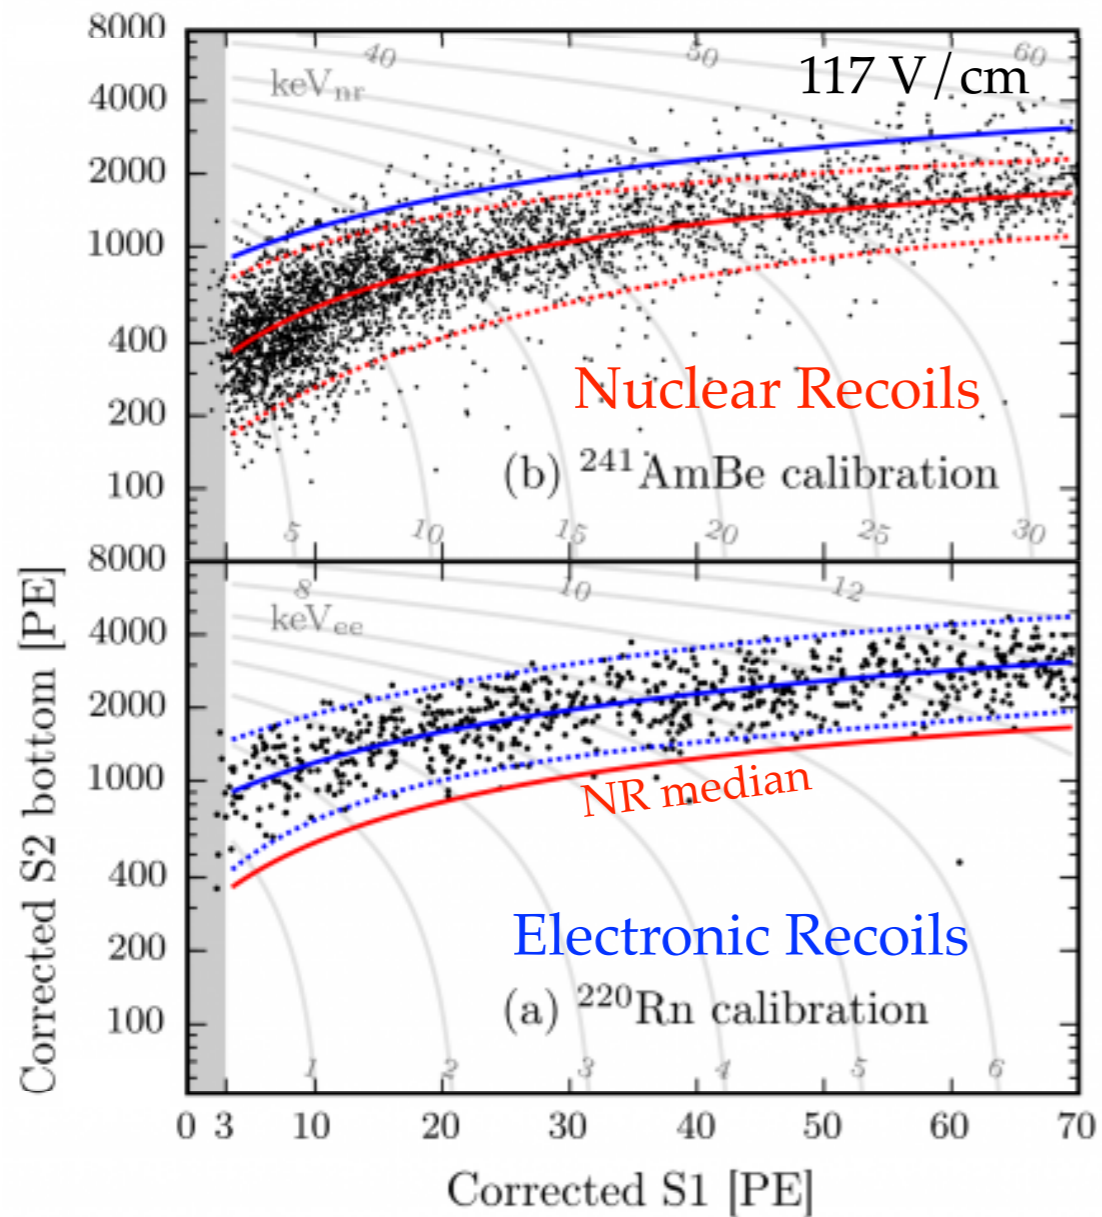 8000
40
50
60
keV_nr
117 V/cm
4000
2000
1000
400
Nuclear Recoils
200
(b) ²⁴¹AmBe calibration
100
5
10
15
20
25
30
8000
8
10
12
keV_ee
4000
2000
1000
NR median
400
Electronic Recoils
200
(a) ²²⁰Rn calibration
100
1
2
3
4
5
6
0 3 10 20 30 40 50 60 70
Corrected S1 [PE]
Corrected S2 bottom [PE]